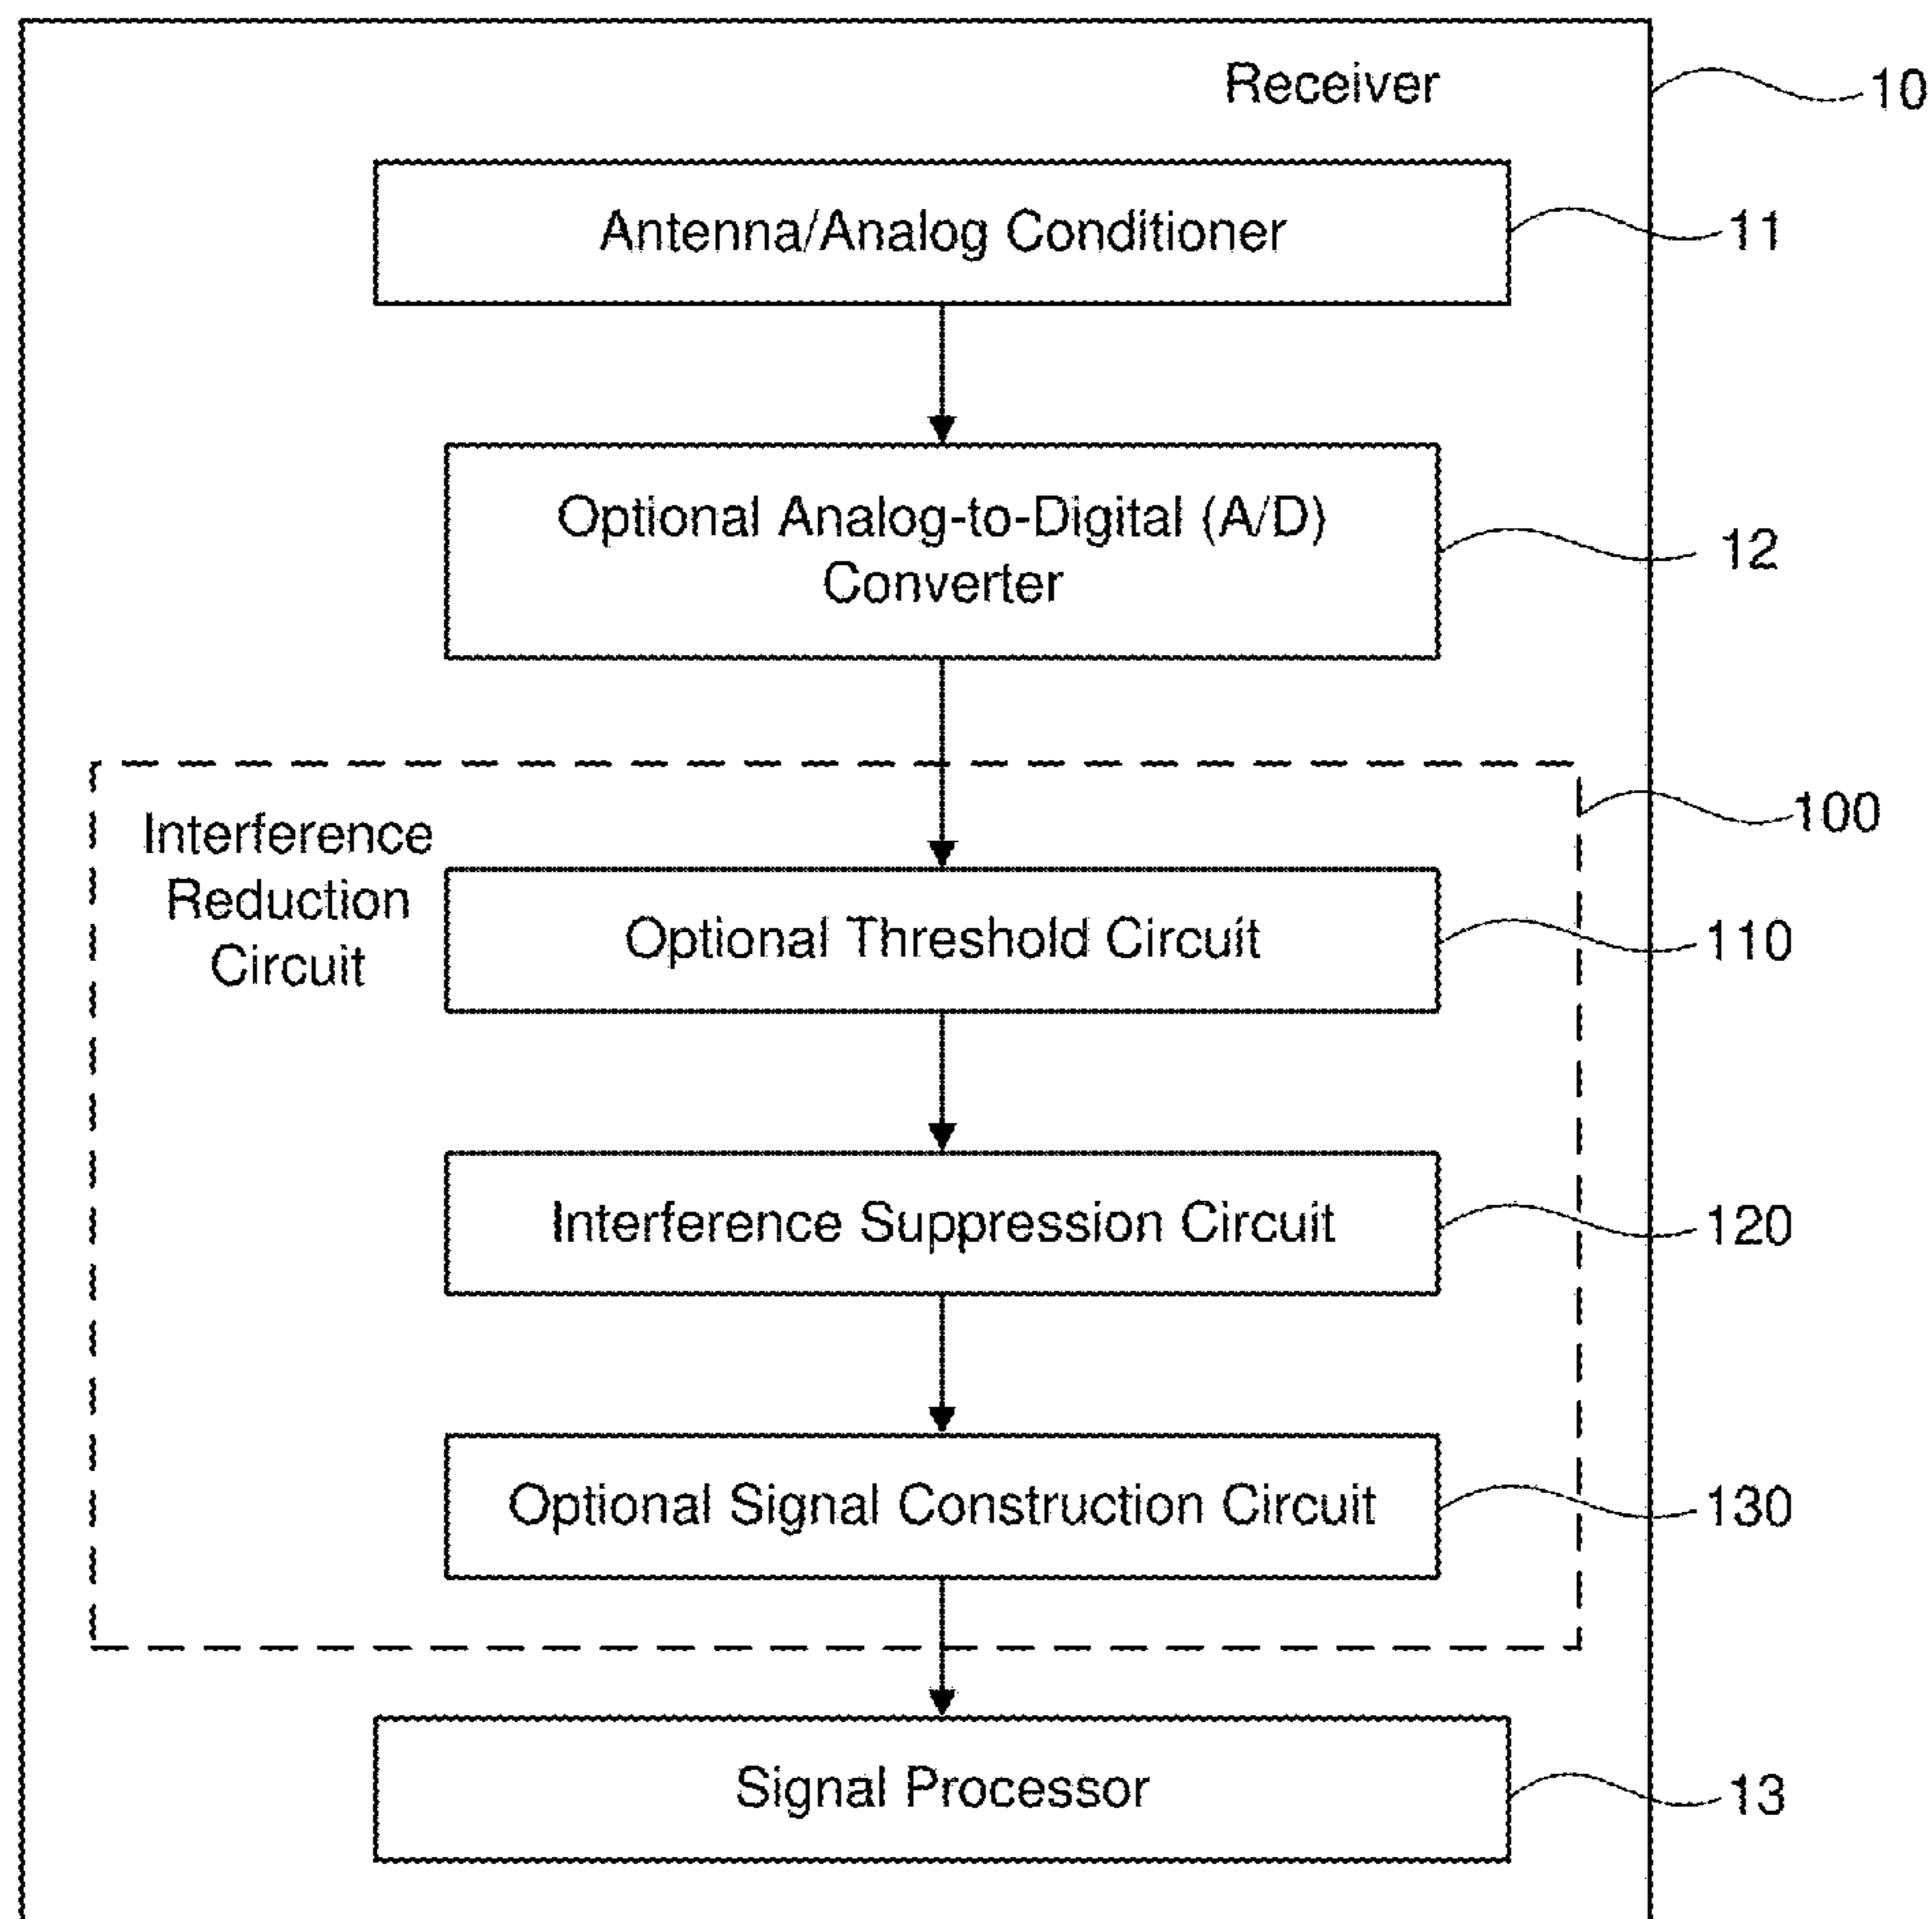 Receiver
10
Antenna/Analog Conditioner
11
Optional Analog-to-Digital (A/D)
Converter
12
100
Interference
Reduction
Circuit
Optional Threshold Circuit
110
Interference Suppression Circuit
120
Optional Signal Construction Circuit
130
Signal Processor
13